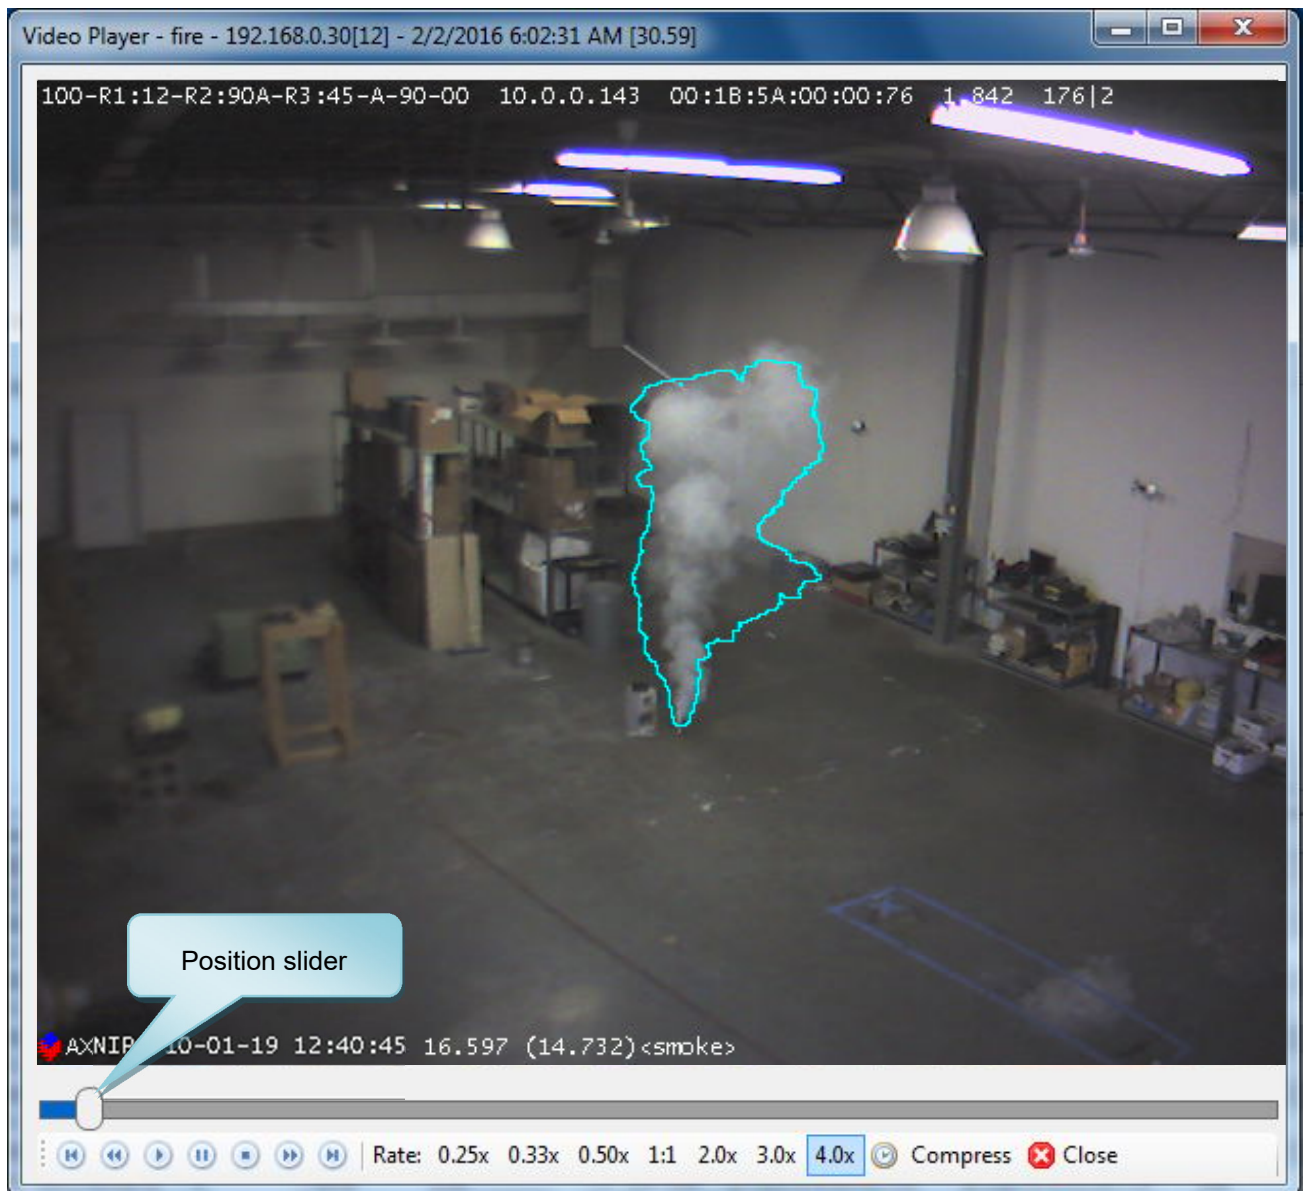 Video Player - fire - 192.168.0.30[12] - 2/2/2016 6:02:31 AM [30.59]
100-R1:12-R2:90A-R3:45-A-90-00 10.0.0.143 00:1B:5A:00:00:76 1,842 176|2
Position slider
AXNIP 10-01-19 12:40:45 16.597 (14.732)<smoke>
Rate: 0.25x 0.33x 0.50x 1:1 2.0x 3.0x 4.0x Compress Close